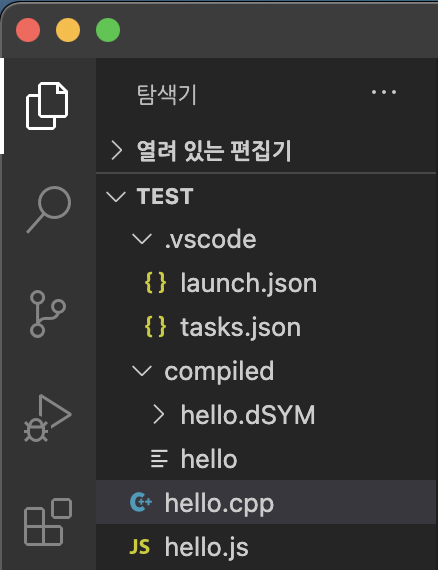 탐색기
열려 있는 편집기
TEST
.vscode
{} launch.json
{} tasks.json
compiled
hello.dSYM
hello
C++ hello.cpp
JS hello.js